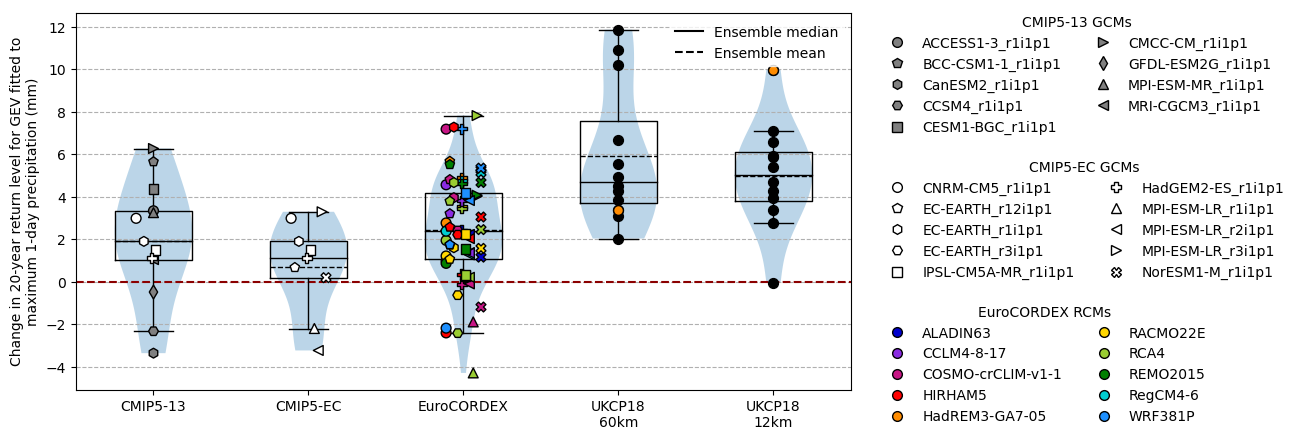 Change in 20-year return level for GEV fitted to
maximum 1-day precipitation (mm)
12
10
8
6
4
2
0
−2
−4
Ensemble median
Ensemble mean
CMIP5-13
CMIP5-EC
EuroCORDEX
UKCP18
60km
UKCP18
12km
CMIP5-13 GCMs
ACCESS1-3_r1i1p1
BCC-CSM1-1_r1i1p1
CanESM2_r1i1p1
CCSM4_r1i1p1
CESM1-BGC_r1i1p1
CMCC-CM_r1i1p1
GFDL-ESM2G_r1i1p1
MPI-ESM-MR_r1i1p1
MRI-CGCM3_r1i1p1
CMIP5-EC GCMs
CNRM-CM5_r1i1p1
EC-EARTH_r12i1p1
EC-EARTH_r1i1p1
EC-EARTH_r3i1p1
IPSL-CM5A-MR_r1i1p1
HadGEM2-ES_r1i1p1
MPI-ESM-LR_r1i1p1
MPI-ESM-LR_r2i1p1
MPI-ESM-LR_r3i1p1
NorESM1-M_r1i1p1
EuroCORDEX RCMs
ALADIN63
CCLM4-8-17
COSMO-crCLIM-v1-1
HIRHAM5
HadREM3-GA7-05
RACMO22E
RCA4
REMO2015
RegCM4-6
WRF381P